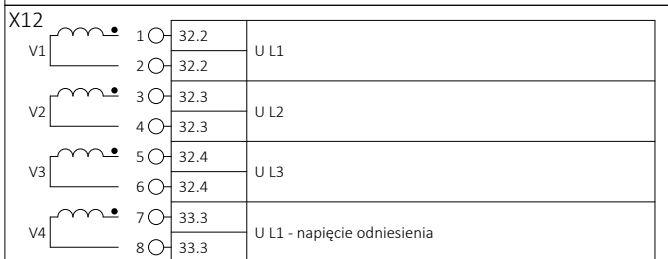 X12
V1 1 32.2 U L1
2 32.2
V2 3 32.3 U L2
4 32.3
V3 5 32.4 U L3
6 32.4
V4 7 33.3 U L1 - napięcie odniesienia
8 33.3